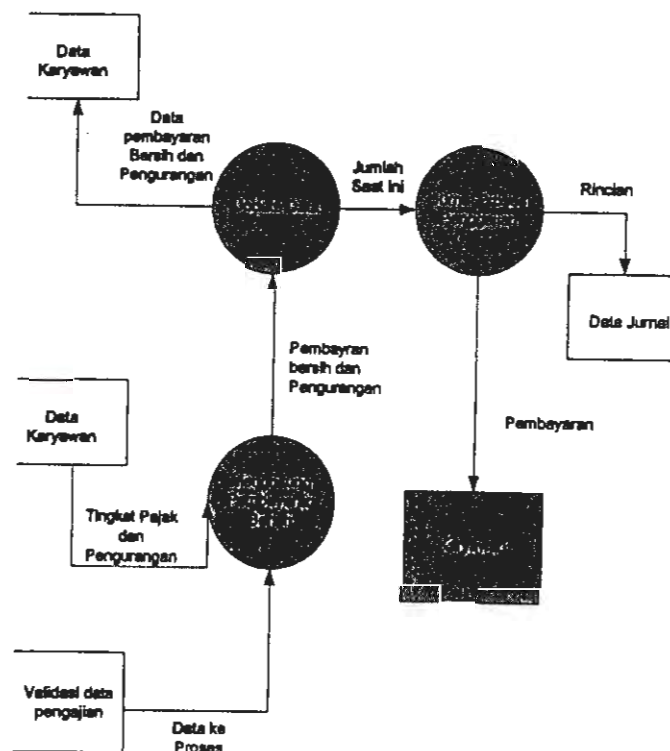 Data
Karyawan
Data
pembayaran
Bersih dan
Pengurangan
Jumlah
Saat ini
Rincian
Data Jurnal
Pembayran
bersih dan
Pengurangan
Data
Karyawan
Pembayaran
Tingkat Pajak
dan
Pengurangan
Validasi data
pengajian
Data ke
Proses